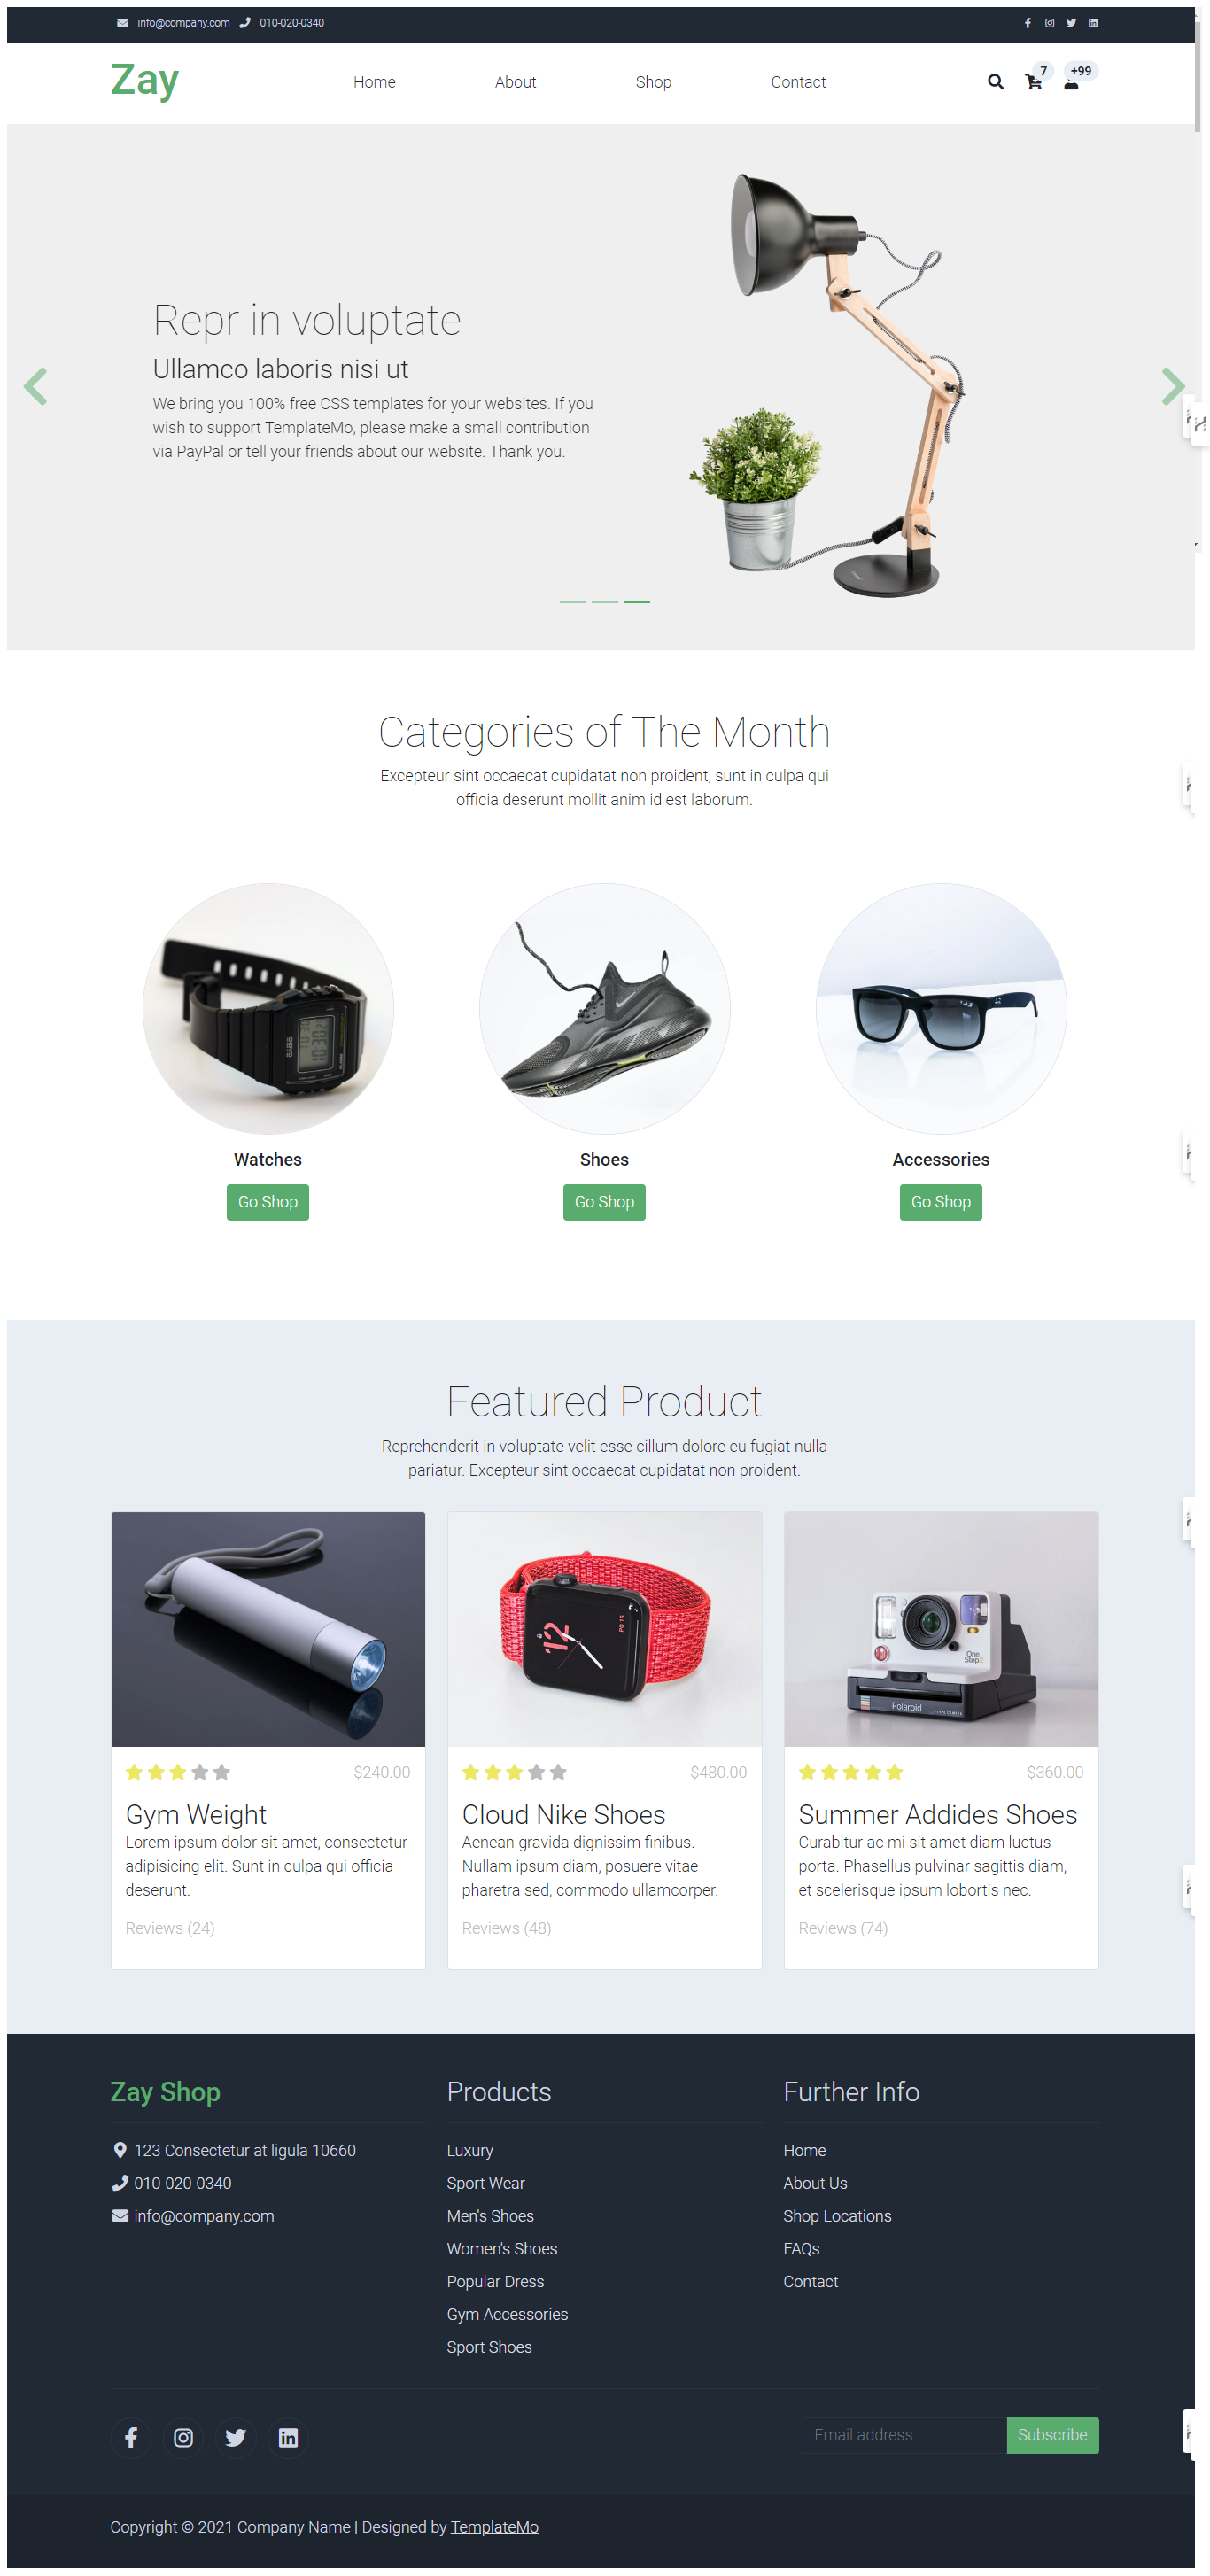 info@company.com 010-020-0340
Zay
Home About Shop Contact 7 +99
Repr in voluptate
Ullamco laboris nisi ut
We bring you 100% free CSS templates for your websites. If you
wish to support TemplateMo, please make a small contribution
via PayPal or tell your friends about our website. Thank you.
Categories of The Month
Excepteur sint occaecat cupidatat non proident, sunt in culpa qui
officia deserunt mollit anim id est laborum.
CASIO
10:30
Watches
Go Shop
Shoes
Go Shop
Accessories
Go Shop
Featured Product
Reprehenderit in voluptate velit esse cillum dolore eu fugiat nulla
pariatur. Excepteur sint occaecat cupidatat non proident.
$240.00
Gym Weight
Lorem ipsum dolor sit amet, consectetur
adipisicing elit. Sunt in culpa qui officia
deserunt.
Reviews (24)
12
PO 15
$480.00
Cloud Nike Shoes
Aenean gravida dignissim finibus.
Nullam ipsum diam, posuere vitae
pharetra sed, commodo ullamcorper.
Reviews (48)
One
Step2
Polaroid
$360.00
Summer Addides Shoes
Curabitur ac mi sit amet diam luctus
porta. Phasellus pulvinar sagittis diam,
et scelerisque ipsum lobortis nec.
Reviews (74)
Zay Shop
123 Consectetur at ligula 10660
010-020-0340
info@company.com
Products
Luxury
Sport Wear
Men's Shoes
Women's Shoes
Popular Dress
Gym Accessories
Sport Shoes
Further Info
Home
About Us
Shop Locations
FAQs
Contact
Email address Subscribe
Copyright © 2021 Company Name | Designed by TemplateMo